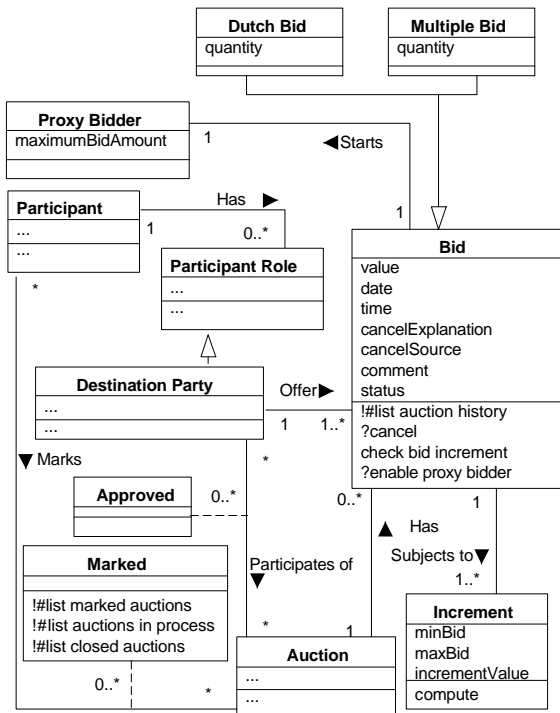 Dutch Bid
quantity
Multiple Bid
quantity
Proxy Bidder
maximumBidAmount
1
◄Starts
1
Participant
...
...
Has ►
1
0..*
Participant Role
...
...
*
Bid
value
date
time
cancelExplanation
cancelSource
comment
status
!#list auction history
?cancel
check bid increment
?enable proxy bidder
Destination Party
...
...
Offer►
1
1..*
▼ Marks
*
Approved
0..*
0..*
1
▲ Has
Subjects to▼
1..*
Marked
!#list marked auctions
!#list auctions in process
!#list closed auctions
Participates of
▼
*
1
0..*
*
Auction
...
...
Increment
minBid
maxBid
incrementValue
compute